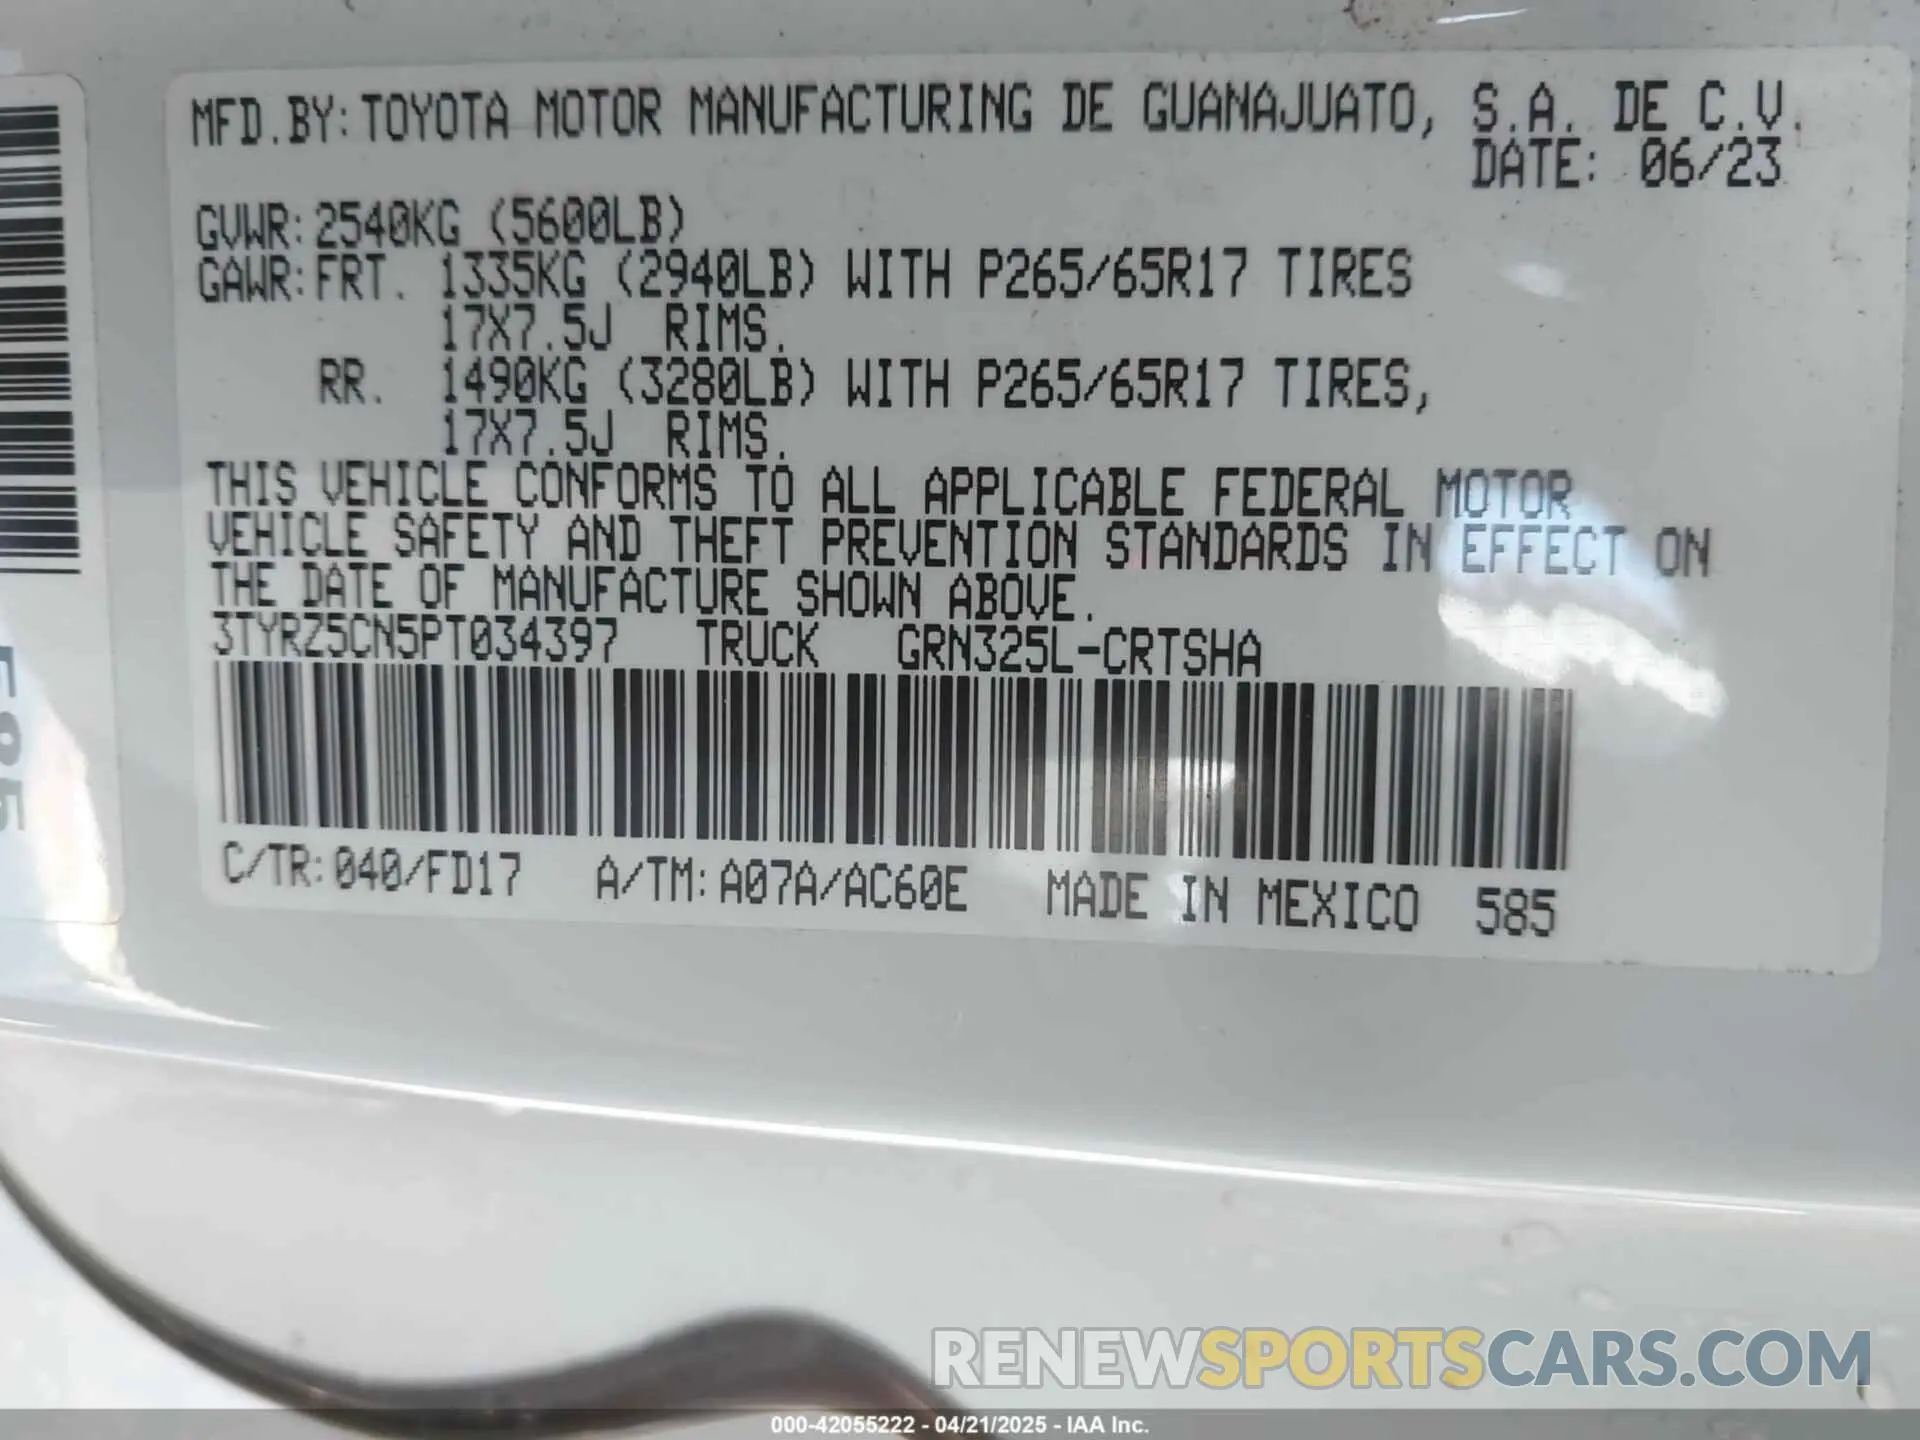 MFD.BY: TOYOTA MOTOR MANUFACTURING DE GUANAJUATO, S.A. DE C.V.
DATE: 06/23
GVWR: 2540KG (5600LB)
GAWR: FRT. 1335KG (2940LB) WITH P265/65R17 TIRES
17X7.5J RIMS.
RR. 1490KG (3280LB) WITH P265/65R17 TIRES,
17X7.5J RIMS.
THIS VEHICLE CONFORMS TO ALL APPLICABLE FEDERAL MOTOR
VEHICLE SAFETY AND THEFT PREVENTION STANDARDS IN EFFECT ON
THE DATE OF MANUFACTURE SHOWN ABOVE.
3TYRZ5CN5PT034397 TRUCK GRN325L-CRTSHA
C/TR: 040/FD17 A/TM: A07A/AC60E MADE IN MEXICO 585
RENEWSPORTSCARS.COM
000-42055222 - 04/21/2025 - IAA Inc.